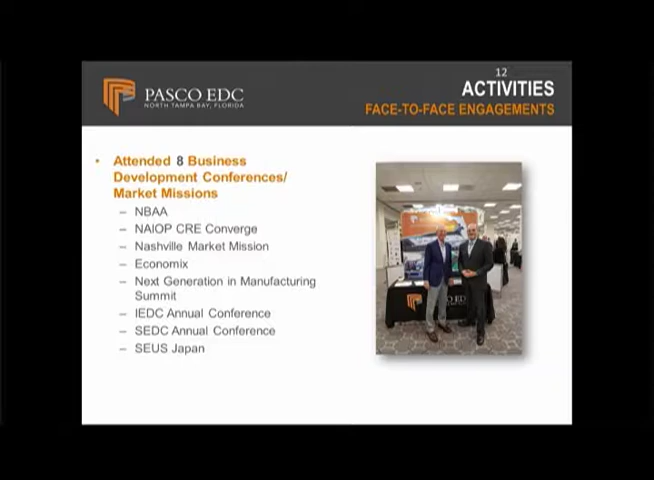 12
PASCO EDC
NORTH TAMPA BAY, FLORIDA
ACTIVITIES
FACE-TO-FACE ENGAGEMENTS
• Attended 8 Business
Development Conferences/
Market Missions
– NBAA
– NAIOP CRE Converge
– Nashville Market Mission
– Economix
– Next Generation in Manufacturing
Summit
– IEDC Annual Conference
– SEDC Annual Conference
– SEUS Japan
PASCO EDC